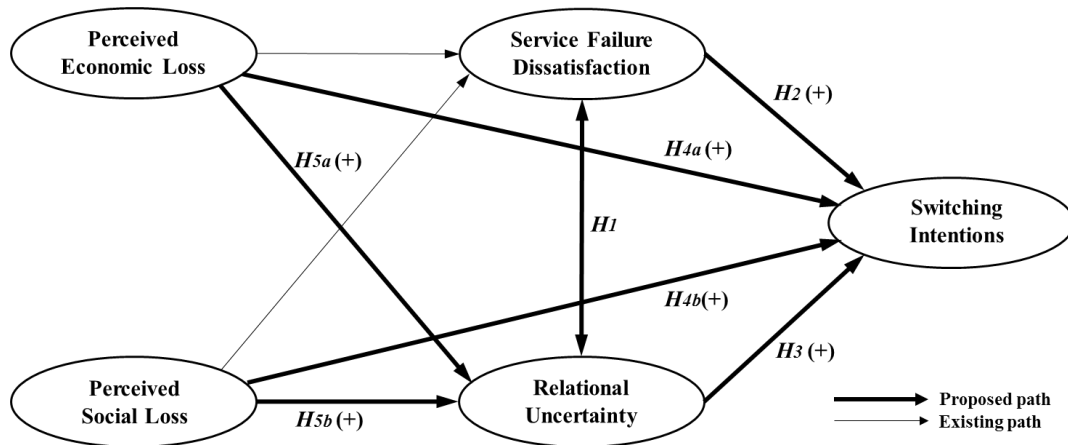 Perceived
Economic Loss
Service Failure
Dissatisfaction
H2 (+)
H4a (+)
H5a (+)
Switching
Intentions
H1
H4b(+)
H3 (+)
Perceived
Social Loss
H5b (+)
Relational
Uncertainty
Proposed path
Existing path